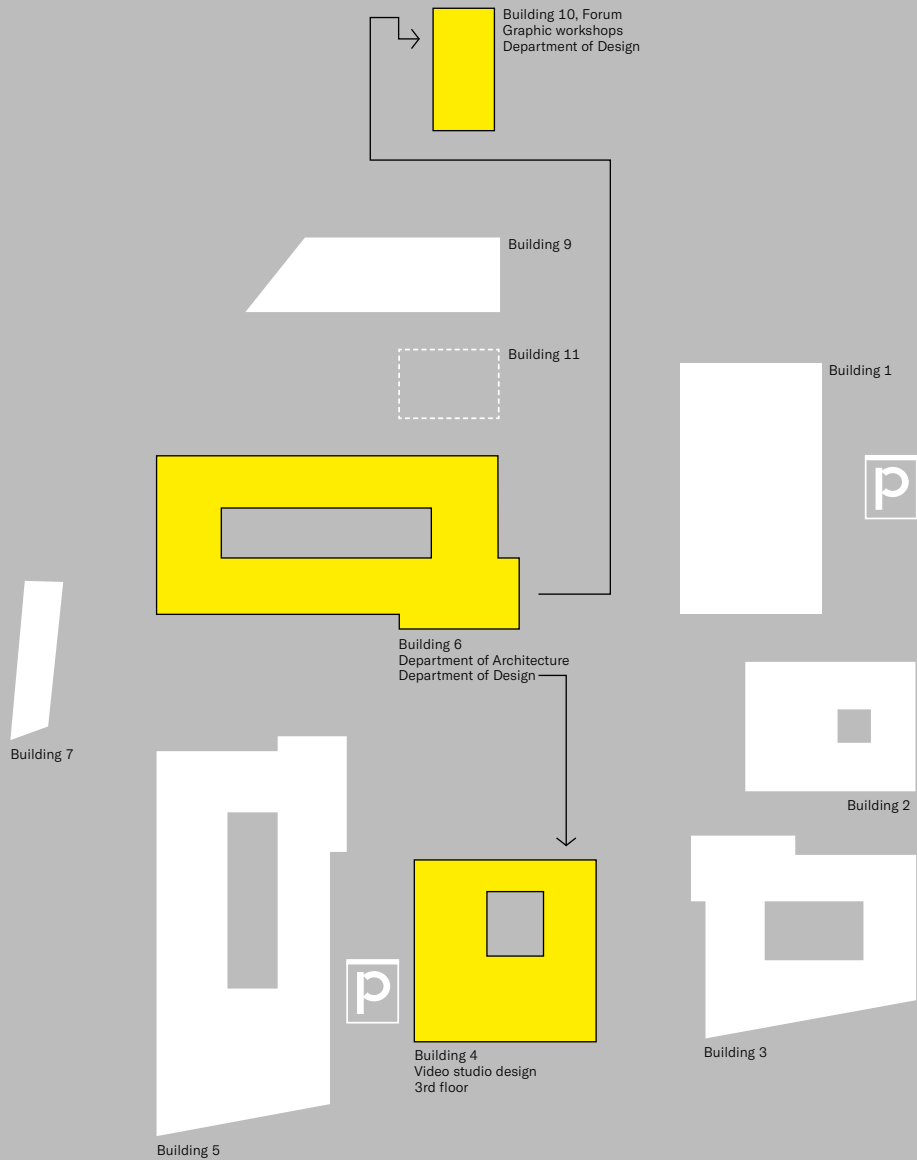 Building 10, Forum
Graphic workshops
Department of Design
Building 9
Building 11
Building 1
P
Building 6
Department of Architecture
Department of Design
Building 7
Building 2
P
Building 4
Video studio design
3rd floor
Building 3
Building 5